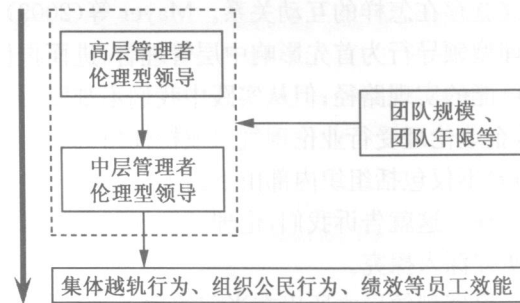 高层管理者
伦理型领导
团队规模、
团队年限等
中层管理者
伦理型领导
集体越轨行为、组织公民行为、绩效等员工效能